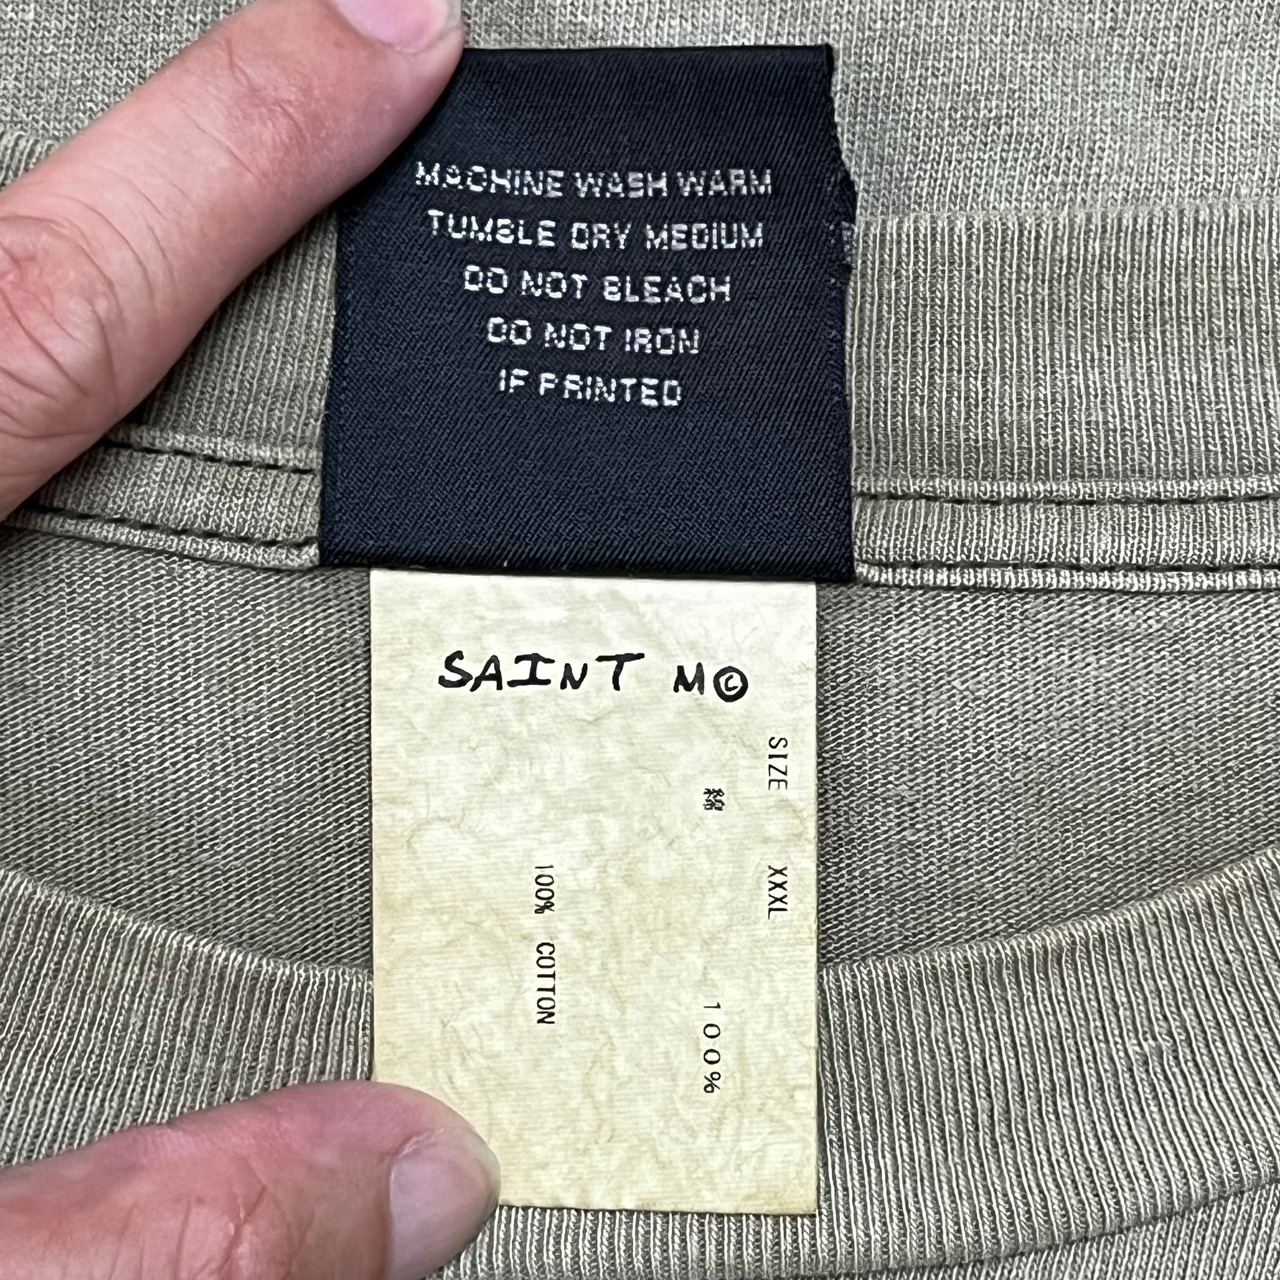 MACHINE WASH WARM
TUMBLE DRY MEDIUM
DO NOT BLEACH
DO NOT IRON
IF PRINTED
SAINT M©
SIZE XXXL
綿 100%
100% COTTON